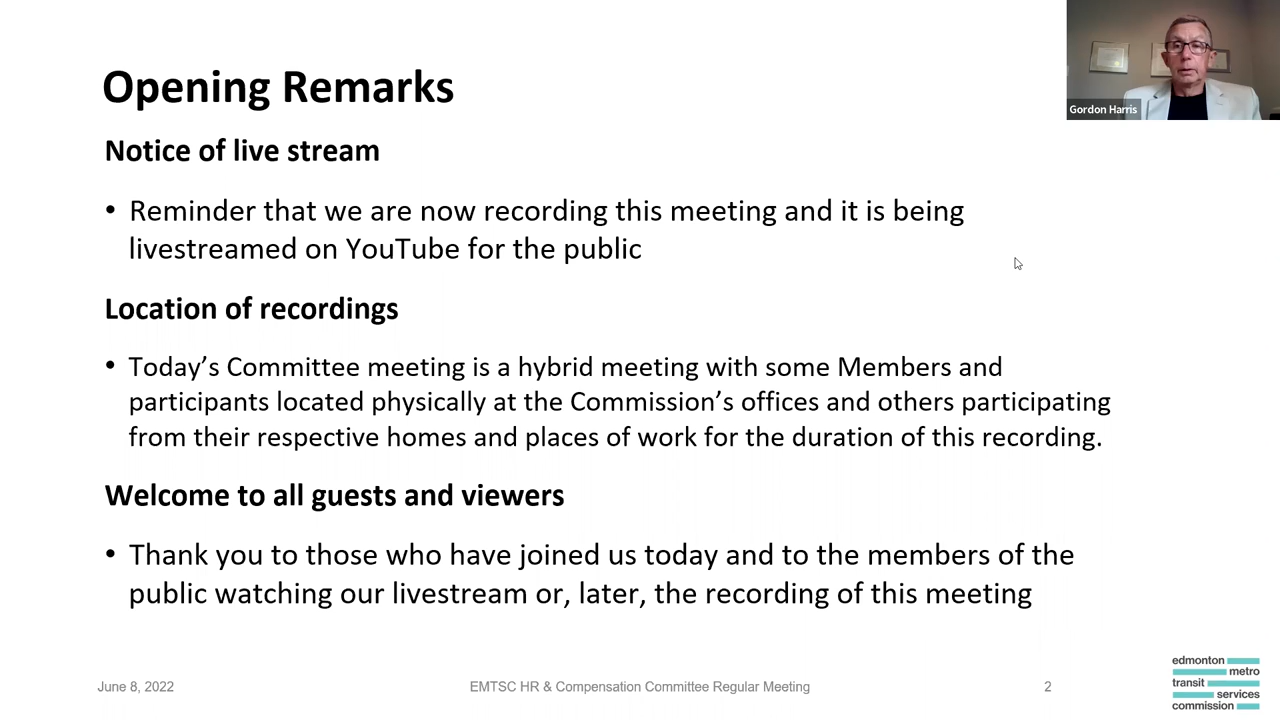 Opening Remarks
Gordon Harris
Notice of live stream
• Reminder that we are now recording this meeting and it is being
livestreamed on YouTube for the public
Location of recordings
• Today’s Committee meeting is a hybrid meeting with some Members and
participants located physically at the Commission’s offices and others participating
from their respective homes and places of work for the duration of this recording.
Welcome to all guests and viewers
• Thank you to those who have joined us today and to the members of the
public watching our livestream or, later, the recording of this meeting
June 8, 2022
EMTSC HR & Compensation Committee Regular Meeting
2
edmonton
metro
transit
services
commission